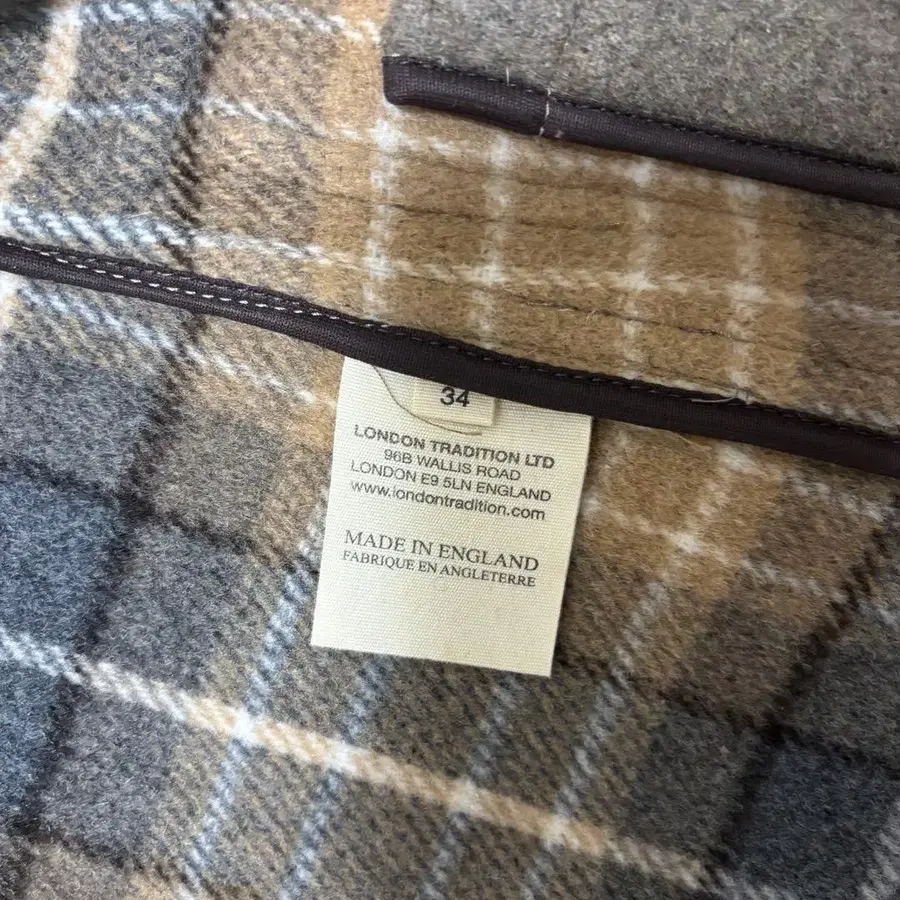 34
LONDON TRADITION LTD
96B WALLIS ROAD
LONDON E9 5LN ENGLAND
www.londontradition.com
MADE IN ENGLAND
FABRIQUE EN ANGLETERRE